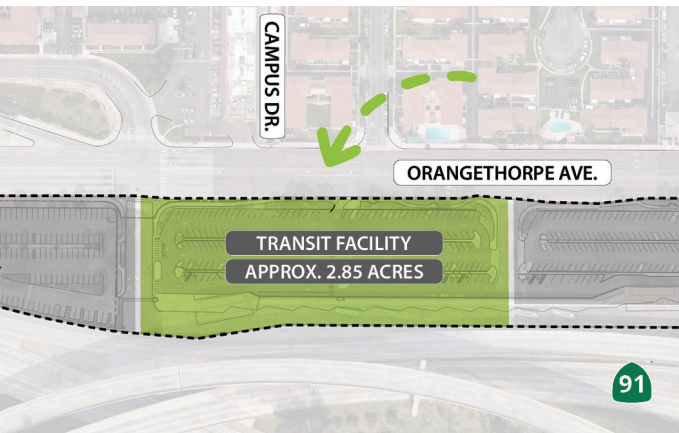 CAMPUS DR.
ORANGETHORPE AVE.
TRANSIT FACILITY
APPROX. 2.85 ACRES
91